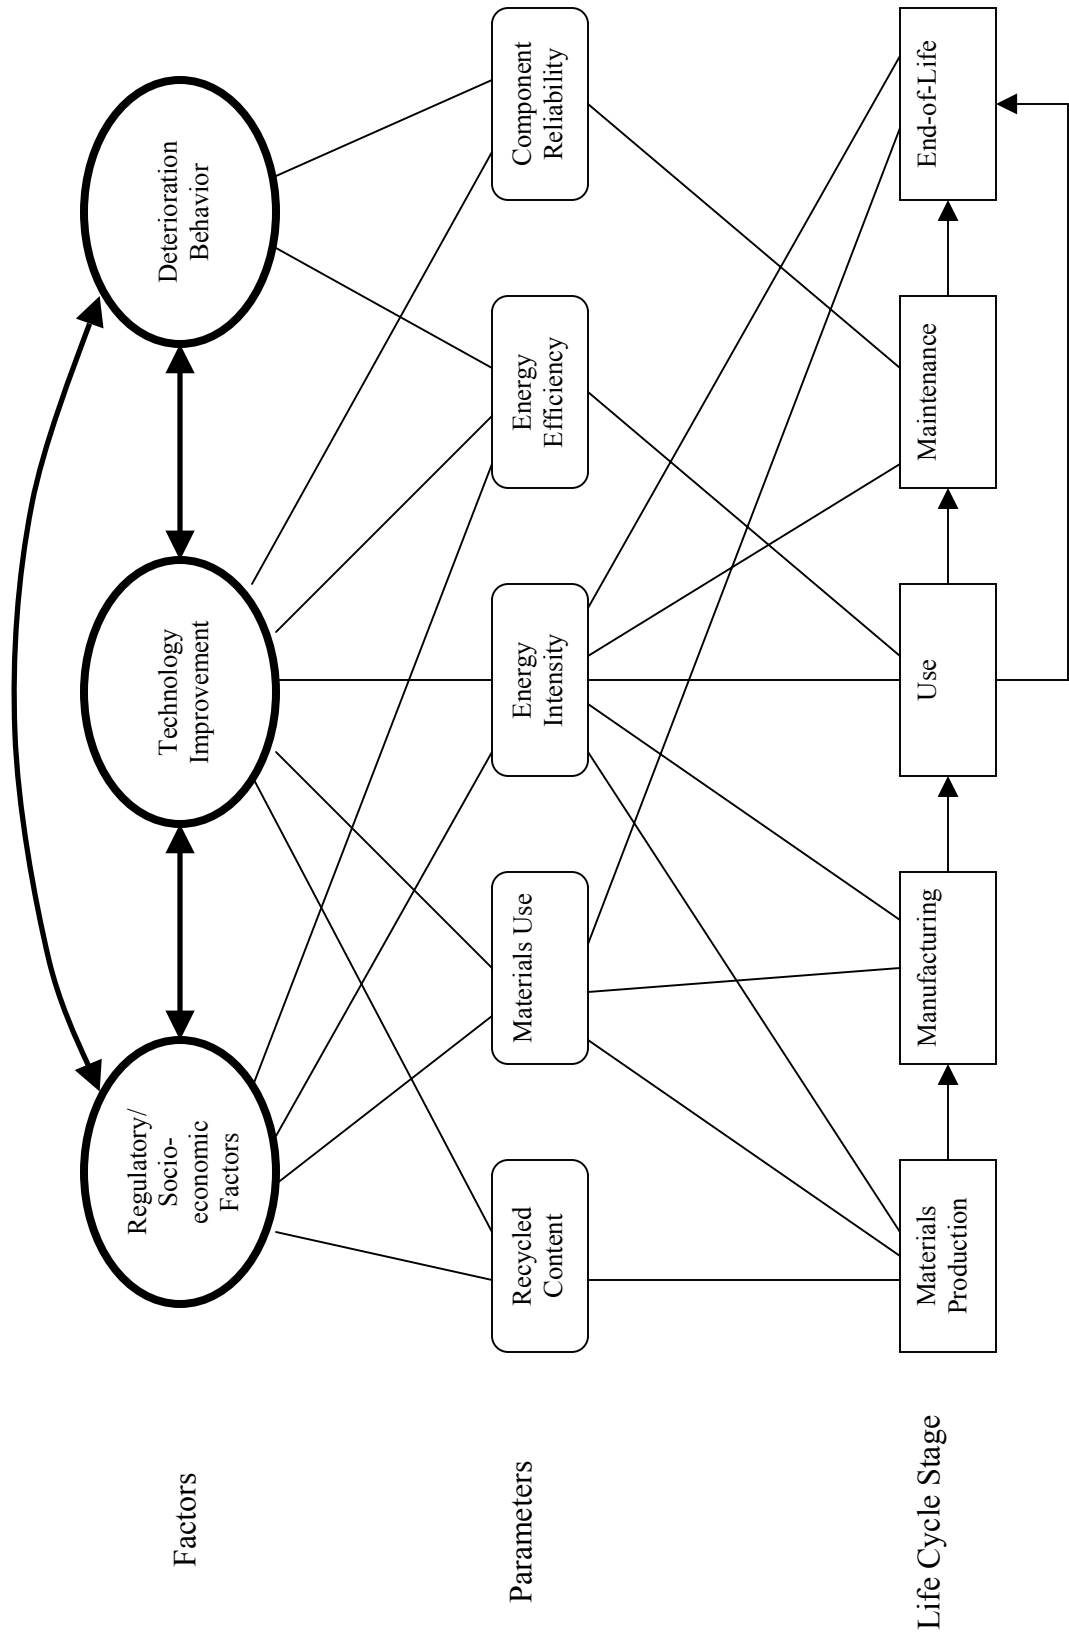 Factors
Regulatory/
Socio-
economic
Factors
Technology
Improvement
Deterioration
Behavior
Parameters
Recycled
Content
Materials Use
Energy
Intensity
Energy
Efficiency
Component
Reliability
Life Cycle Stage
Materials
Production
Manufacturing
Use
Maintenance
End-of-Life